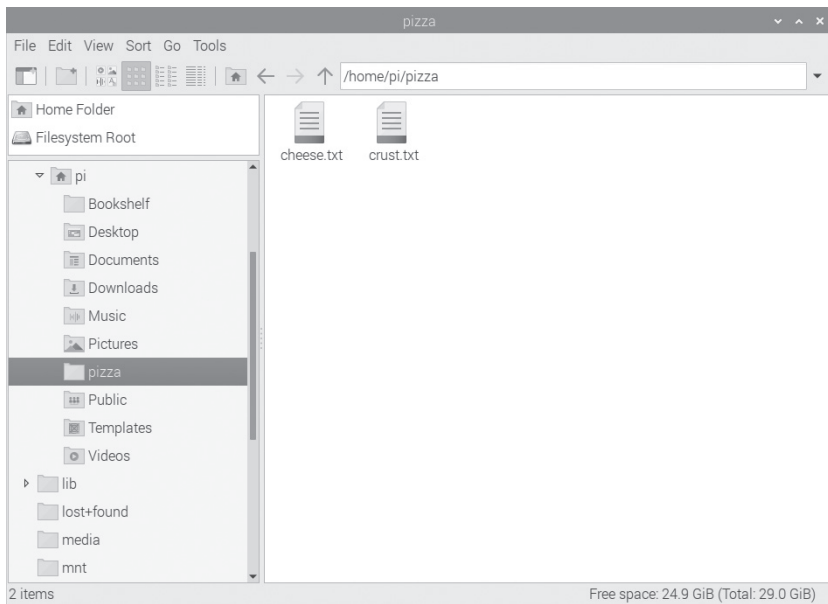 pizza
File Edit View Sort Go Tools
/home/pi/pizza
Home Folder
Filesystem Root
pi
Bookshelf
Desktop
Documents
Downloads
Music
Pictures
pizza
Public
Templates
Videos
lib
lost+found
media
mnt
cheese.txt crust.txt
2 items Free space: 24.9 GiB (Total: 29.0 GiB)